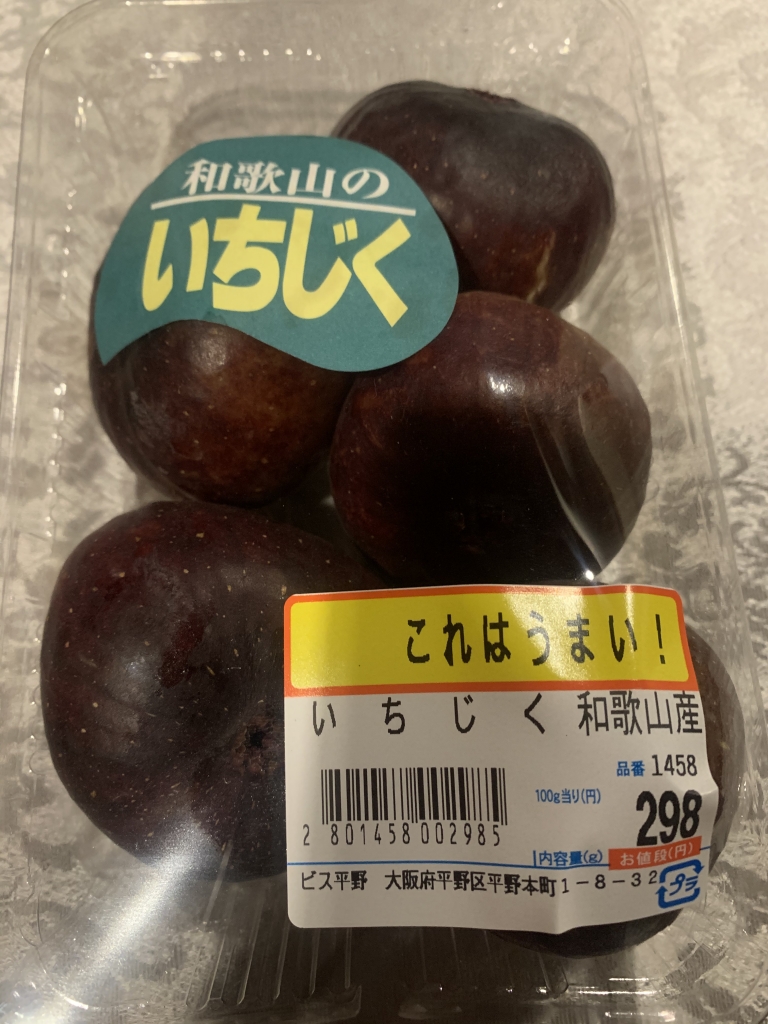 和歌山の
いちじく
これはうまい!
いちじく 和歌山産
品番 1458
100g当り(円)
298
2 801458 002985
内容量(g) お値段(円)
ビス平野 大阪府平野区平野本町1-8-32
プラ